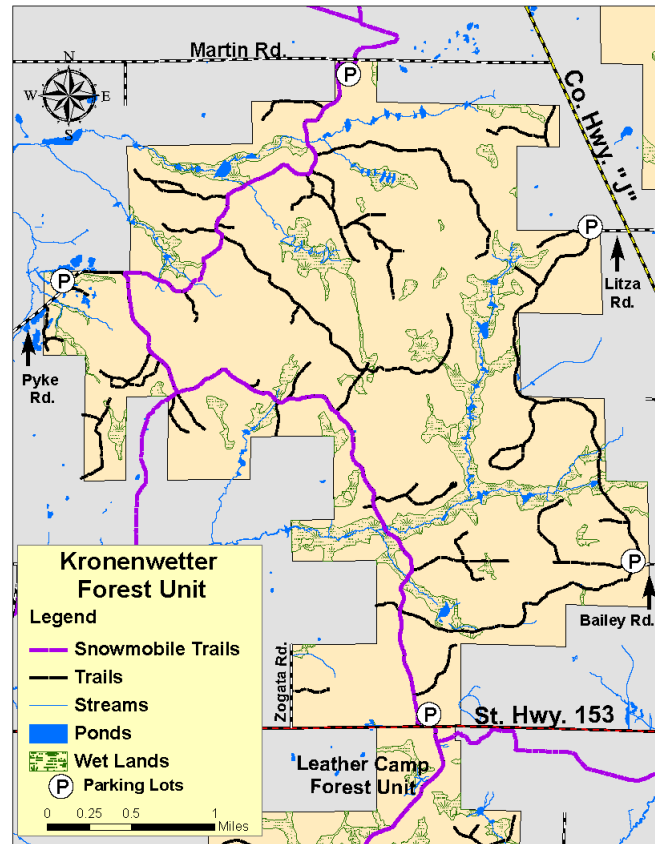 Martin Rd.
P
N
W E
S
Co. Hwy. "J"
P
Litza
Rd.
P
Pyke
Rd.
P
Bailey Rd.
Zogata Rd.
P
St. Hwy. 153
Leather Camp
Forest Unit
Kronenwetter
Forest Unit
Legend
Snowmobile Trails
Trails
Streams
Ponds
Wet Lands
P Parking Lots
0 0.25 0.5 1
Miles